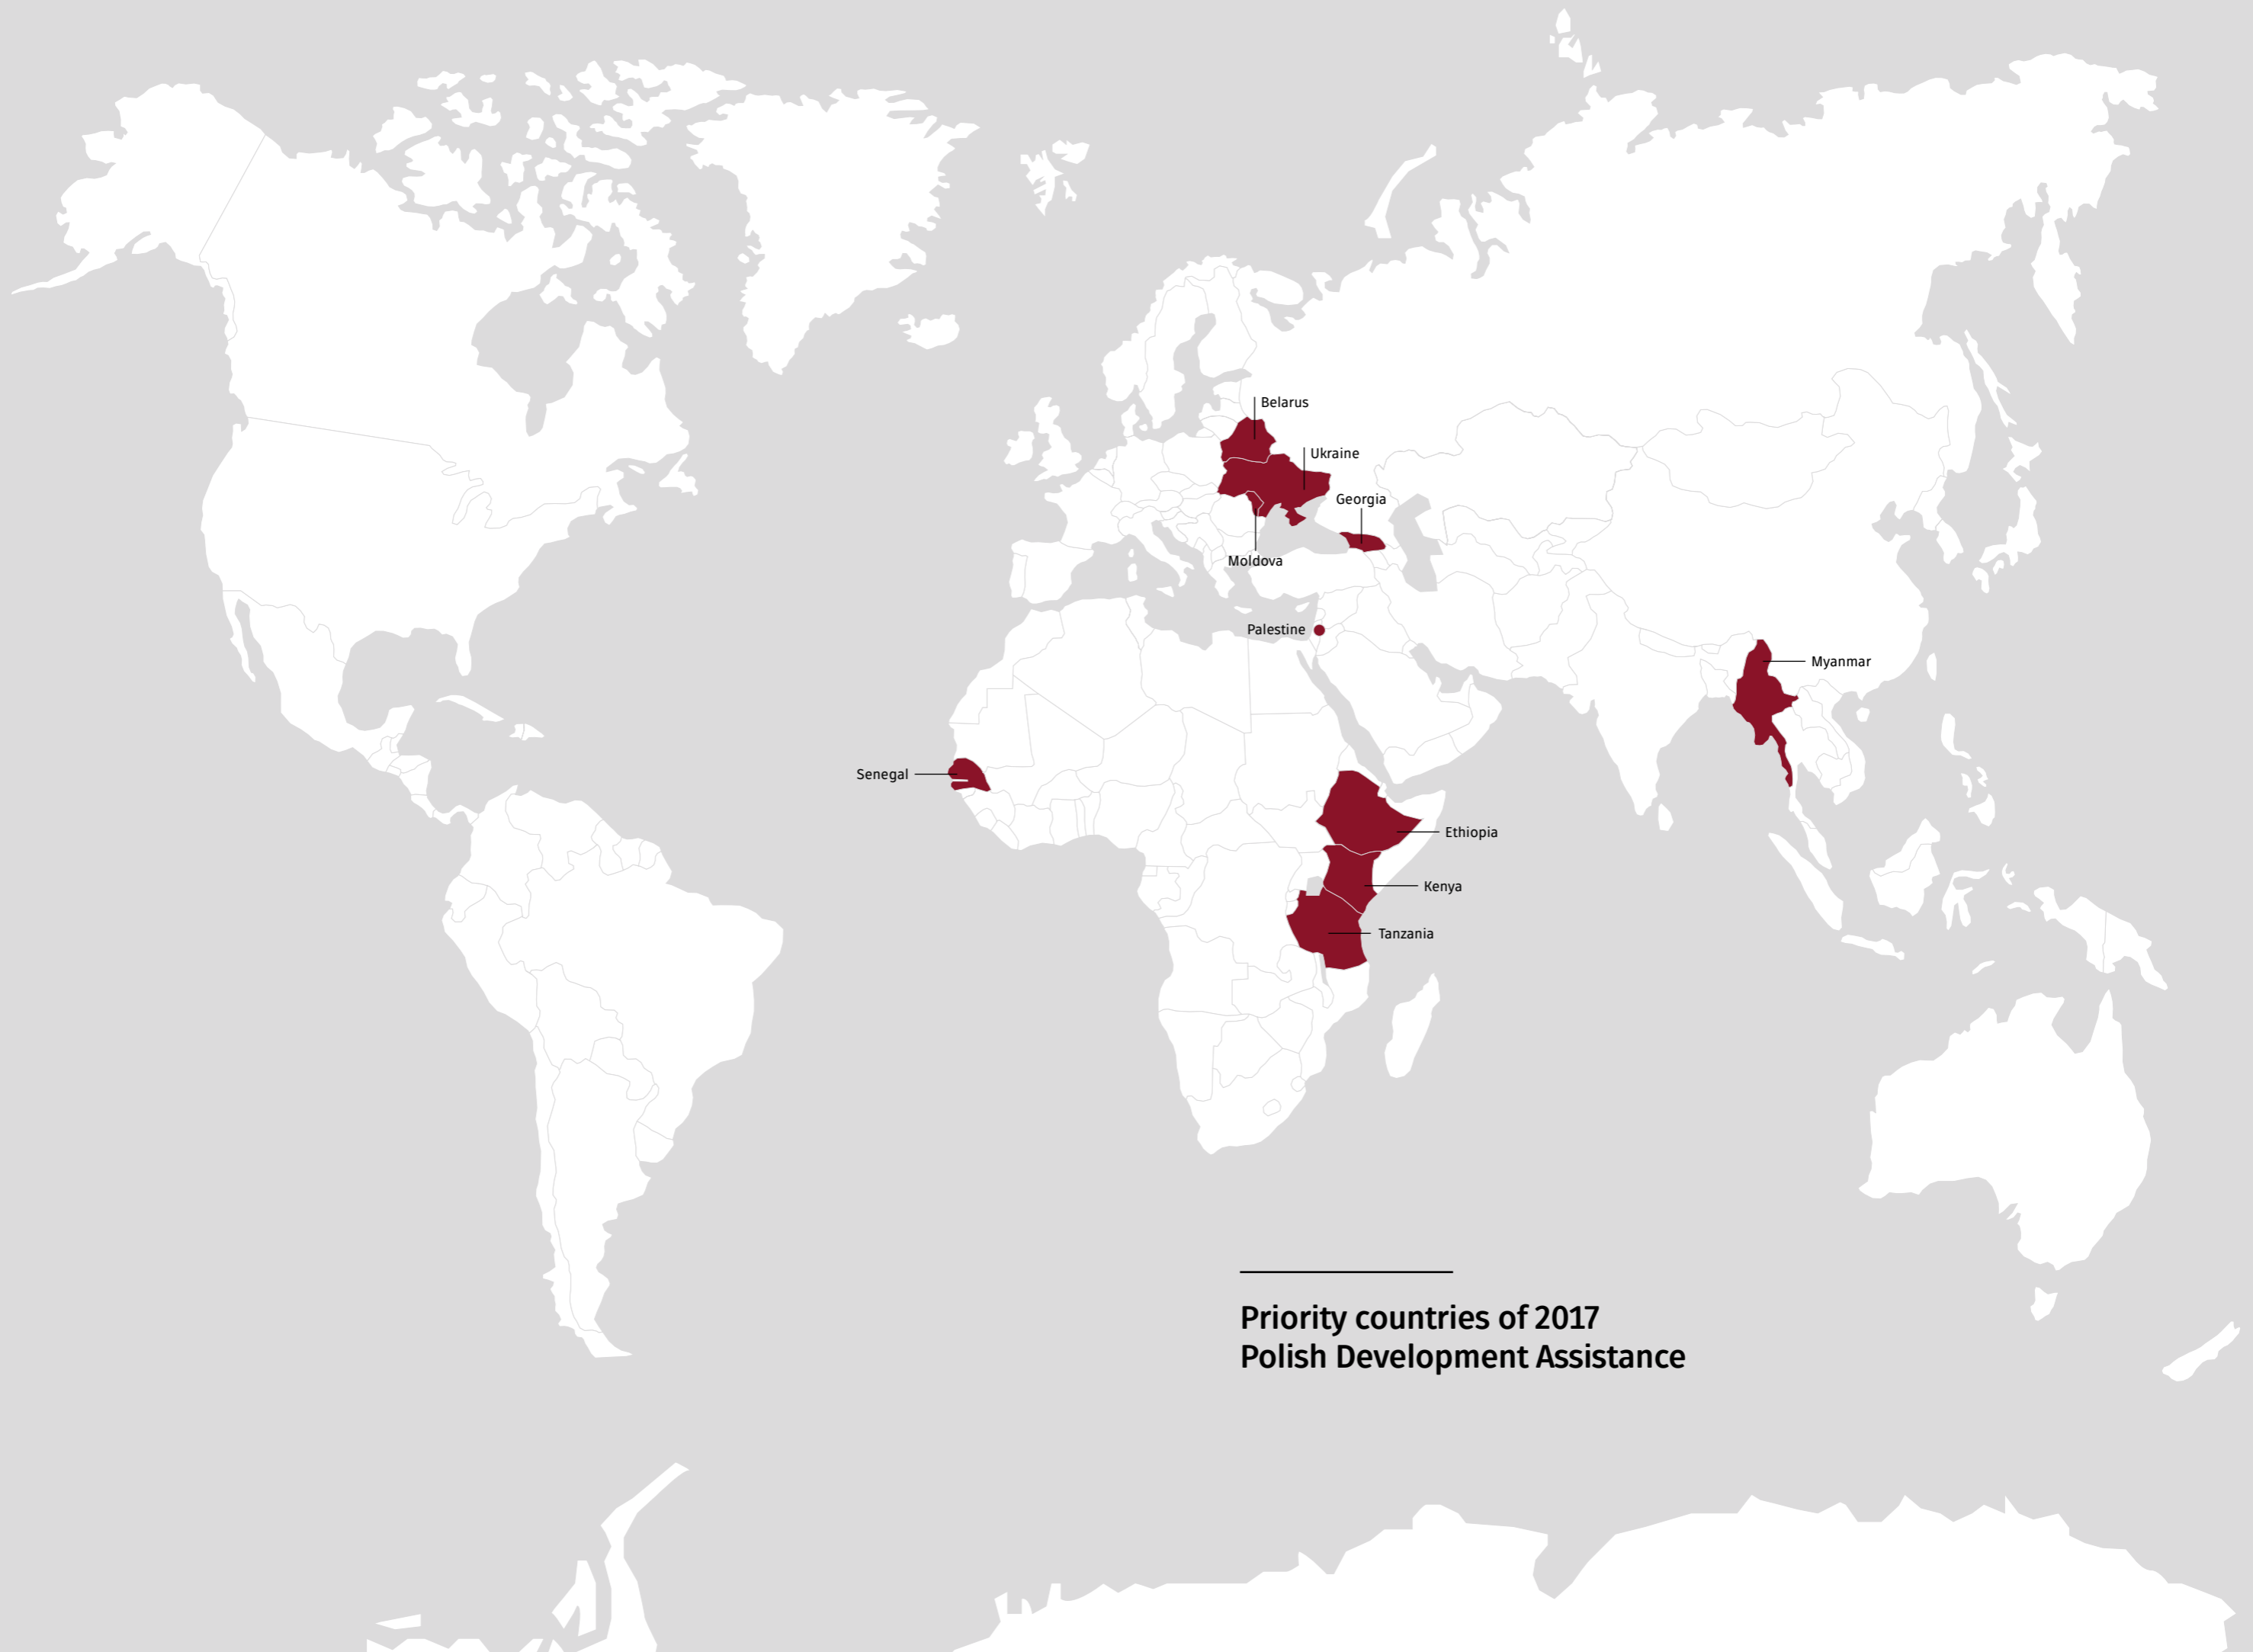 Belarus
Ukraine
Georgia
Moldova
Palestine
Myanmar
Senegal
Ethiopia
Kenya
Tanzania
Priority countries of 2017
Polish Development Assistance